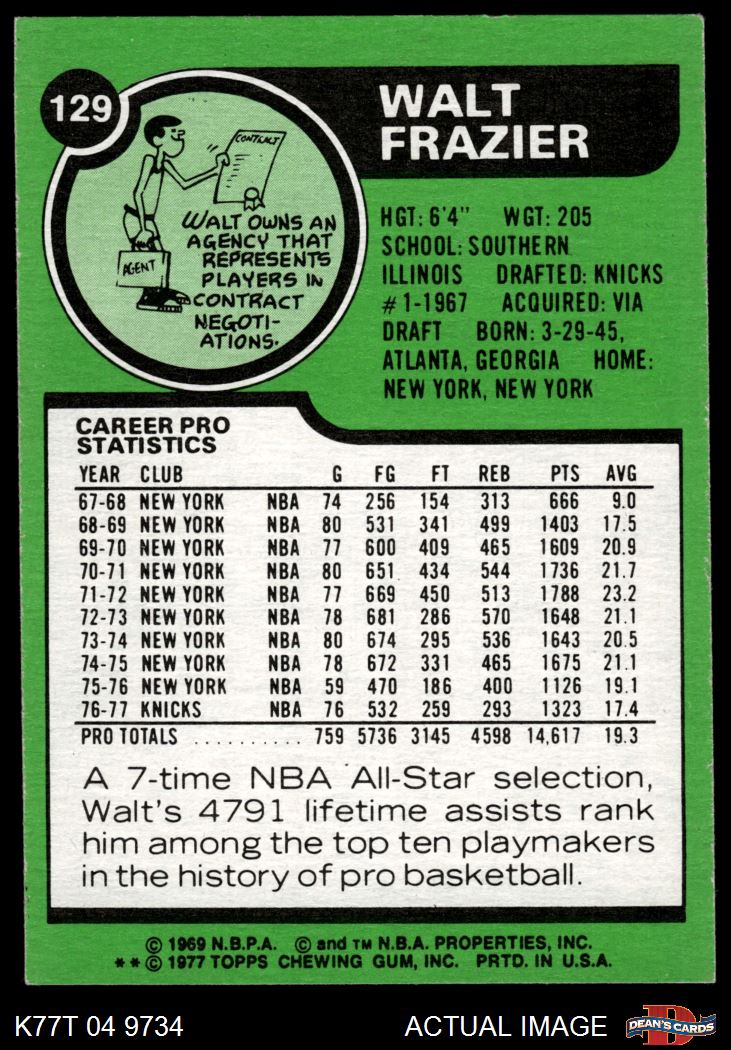 129
WALT
FRAZIER
CONTRACT
WALT OWNS AN
AGENCY THAT
REPRESENTS
PLAYERS IN
CONTRACT
NEGOTI-
ATIONS.
AGENT
HGT: 6'4" WGT: 205
SCHOOL: SOUTHERN
ILLINOIS DRAFTED: KNICKS
#1-1967 ACQUIRED: VIA
DRAFT BORN: 3-29-45,
ATLANTA, GEORGIA HOME:
NEW YORK, NEW YORK
CAREER PRO
STATISTICS
YEAR CLUB G FG FT REB PTS AVG
67-68 NEW YORK NBA 74 256 154 313 666 9.0
68-69 NEW YORK NBA 80 531 341 499 1403 17.5
69-70 NEW YORK NBA 77 600 409 465 1609 20.9
70-71 NEW YORK NBA 80 651 434 544 1736 21.7
71-72 NEW YORK NBA 77 669 450 513 1788 23.2
72-73 NEW YORK NBA 78 681 286 570 1648 21.1
73-74 NEW YORK NBA 80 674 295 536 1643 20.5
74-75 NEW YORK NBA 78 672 331 465 1675 21.1
75-76 NEW YORK NBA 59 470 186 400 1126 19.1
76-77 KNICKS NBA 76 532 259 293 1323 17.4
PRO TOTALS .......... 759 5736 3145 4598 14,617 19.3
A 7-time NBA All-Star selection,
Walt's 4791 lifetime assists rank
him among the top ten playmakers
in the history of pro basketball.
© 1969 N.B.P.A. © and TM N.B.A. PROPERTIES, INC.
**© 1977 TOPPS CHEWING GUM, INC. PRTD. IN U.S.A.
K77T 04 9734 ACTUAL IMAGE
D
DEAN'S CARDS